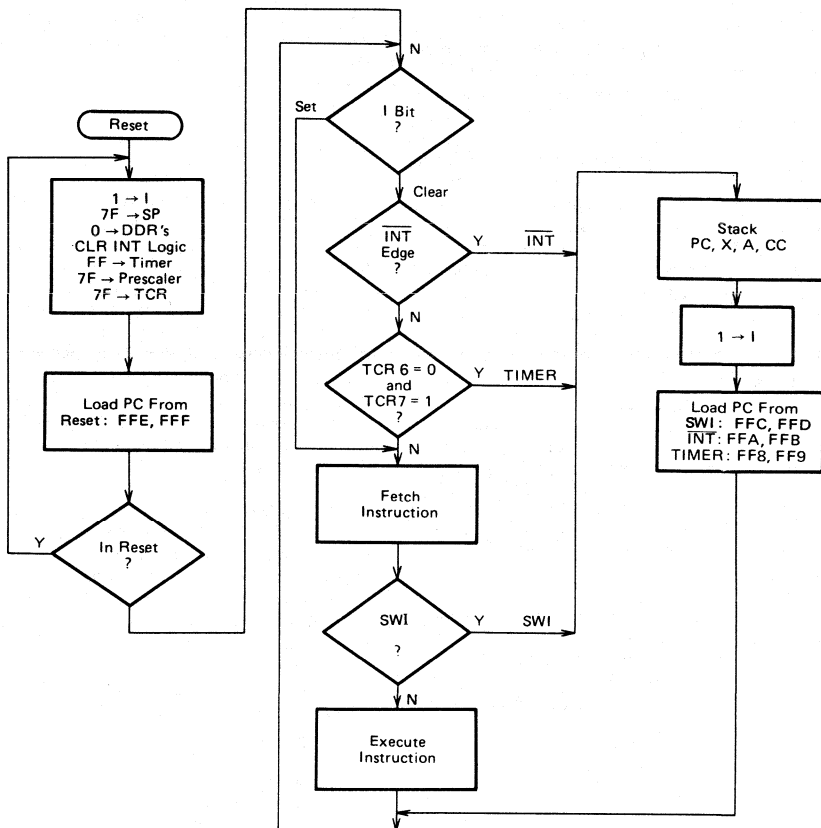 Reset
1 → I
7F → SP
0 → DDR's
CLR INT Logic
FF → Timer
7F → Prescaler
7F → TCR
Load PC From
Reset: FFE, FFF
Y
In Reset
?
N
I Bit
?
Set
Clear
INT
Edge
?
Y
INT
N
TCR 6 = 0
and
TCR7 = 1
?
Y
TIMER
N
Fetch
Instruction
SWI
?
Y
SWI
N
Execute
Instruction
Stack
PC, X, A, CC
1 → I
Load PC From
SWI: FFC, FFD
INT: FFA, FFB
TIMER: FF8, FF9